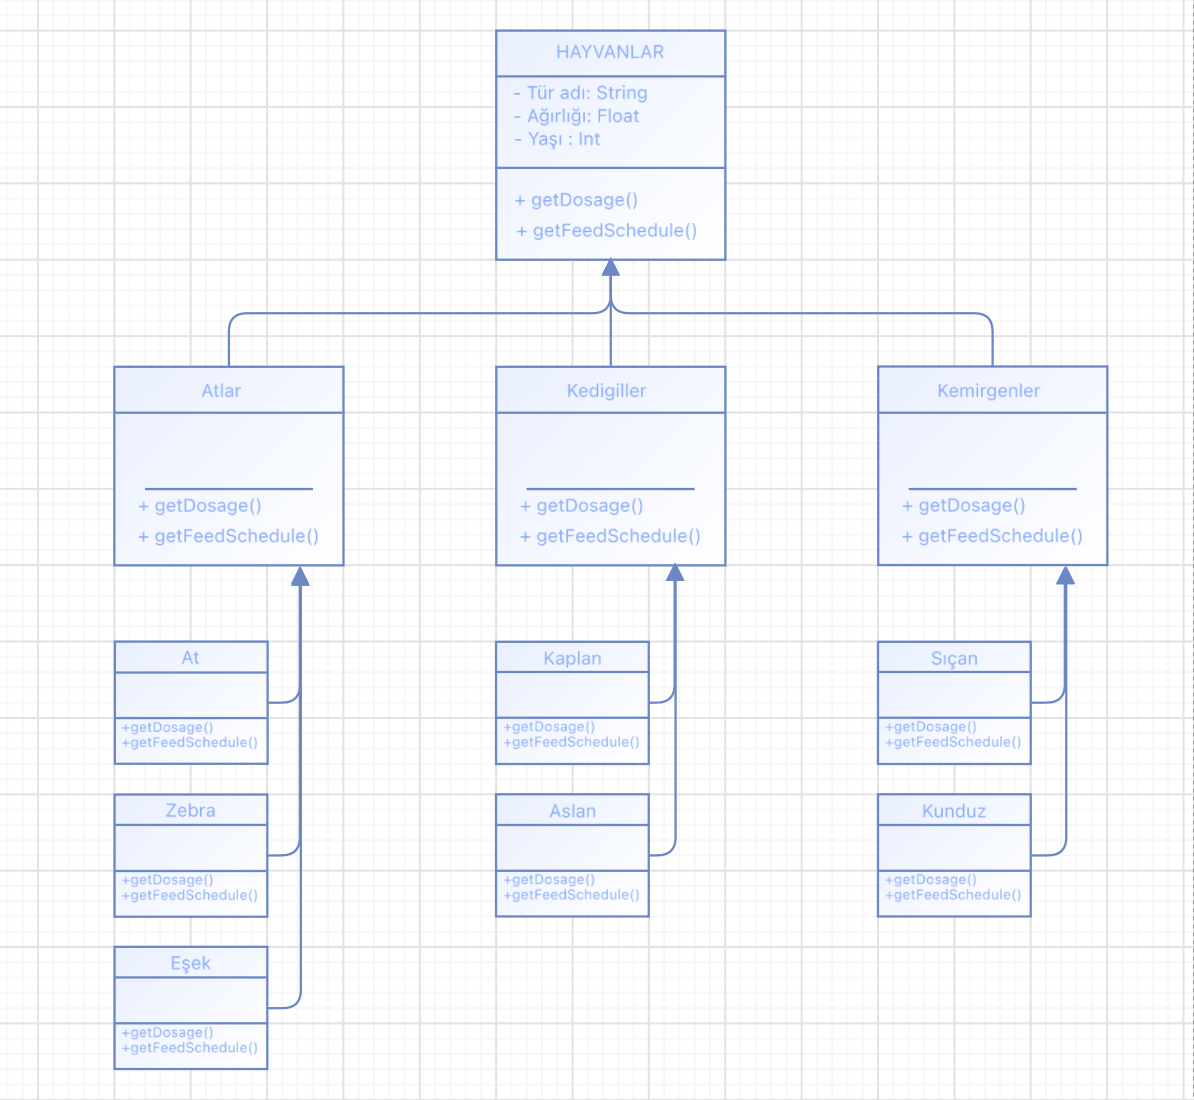 HAYVANLAR
- Tür adı: String
- Ağırlığı: Float
- Yaşı : Int
+ getDosage()
+ getFeedSchedule()
Atlar
+ getDosage()
+ getFeedSchedule()
Kedigiller
+ getDosage()
+ getFeedSchedule()
Kemirgenler
+ getDosage()
+ getFeedSchedule()
At
+getDosage()
+getFeedSchedule()
Kaplan
+getDosage()
+getFeedSchedule()
Sıçan
+getDosage()
+getFeedSchedule()
Zebra
+getDosage()
+getFeedSchedule()
Aslan
+getDosage()
+getFeedSchedule()
Kunduz
+getDosage()
+getFeedSchedule()
Eşek
+getDosage()
+getFeedSchedule()